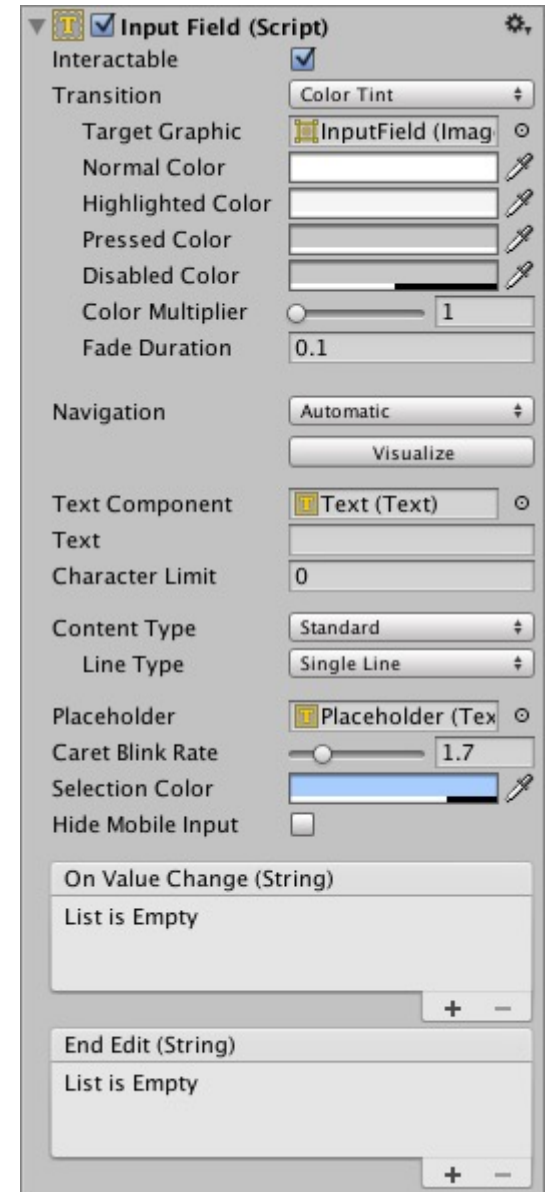 Input Field (Script)
Interactable
Transition Color Tint
Target Graphic InputField (Imag
Normal Color
Highlighted Color
Pressed Color
Disabled Color
Color Multiplier 1
Fade Duration 0.1
Navigation Automatic
Visualize
Text Component Text (Text)
Text
Character Limit 0
Content Type Standard
Line Type Single Line
Placeholder Placeholder (Tex
Caret Blink Rate 1.7
Selection Color
Hide Mobile Input
On Value Change (String)
List is Empty
+ −
End Edit (String)
List is Empty
+ −